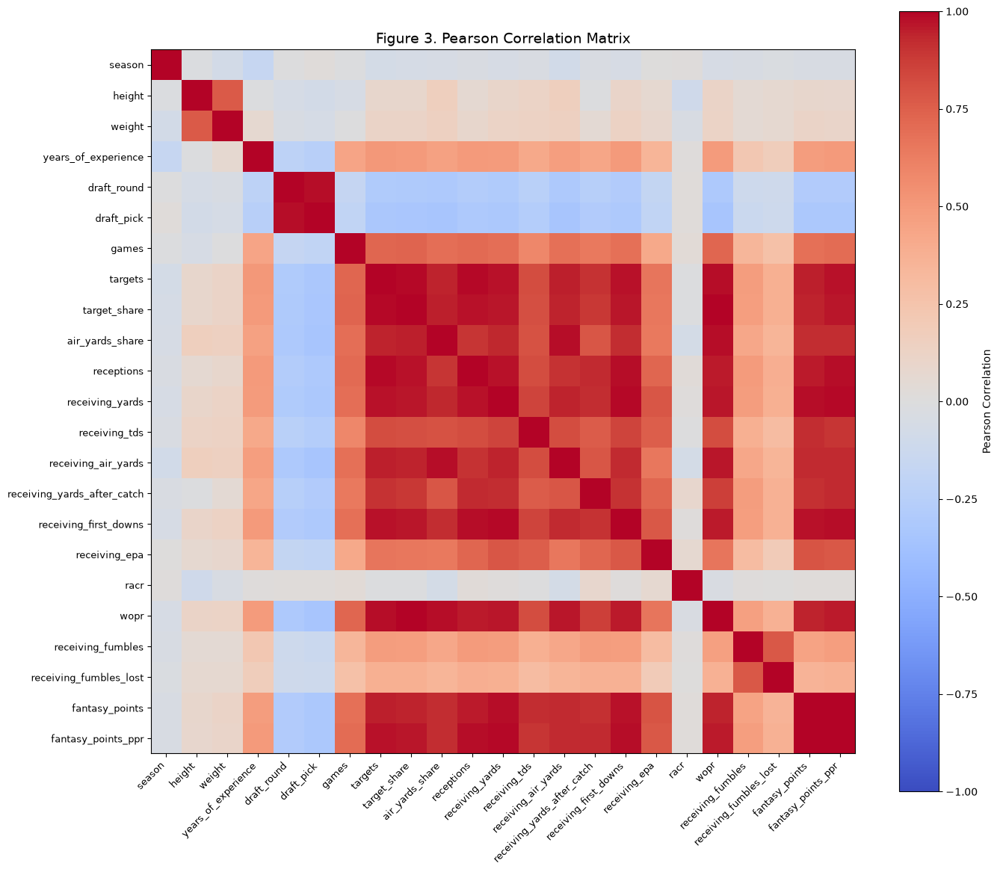 Figure 3. Pearson Correlation Matrix
season
height
weight
years_of_experience
draft_round
draft_pick
games
targets
target_share
air_yards_share
receptions
receiving_yards
receiving_tds
receiving_air_yards
receiving_yards_after_catch
receiving_first_downs
receiving_epa
racr
wopr
receiving_fumbles
receiving_fumbles_lost
fantasy_points
fantasy_points_ppr
season
height
weight
years_of_experience
draft_round
draft_pick
games
targets
target_share
air_yards_share
receptions
receiving_yards
receiving_tds
receiving_air_yards
receiving_yards_after_catch
receiving_first_downs
receiving_epa
racr
wopr
receiving_fumbles
receiving_fumbles_lost
fantasy_points
fantasy_points_ppr
1.00
0.75
0.50
0.25
0.00
−0.25
−0.50
−0.75
−1.00
Pearson Correlation